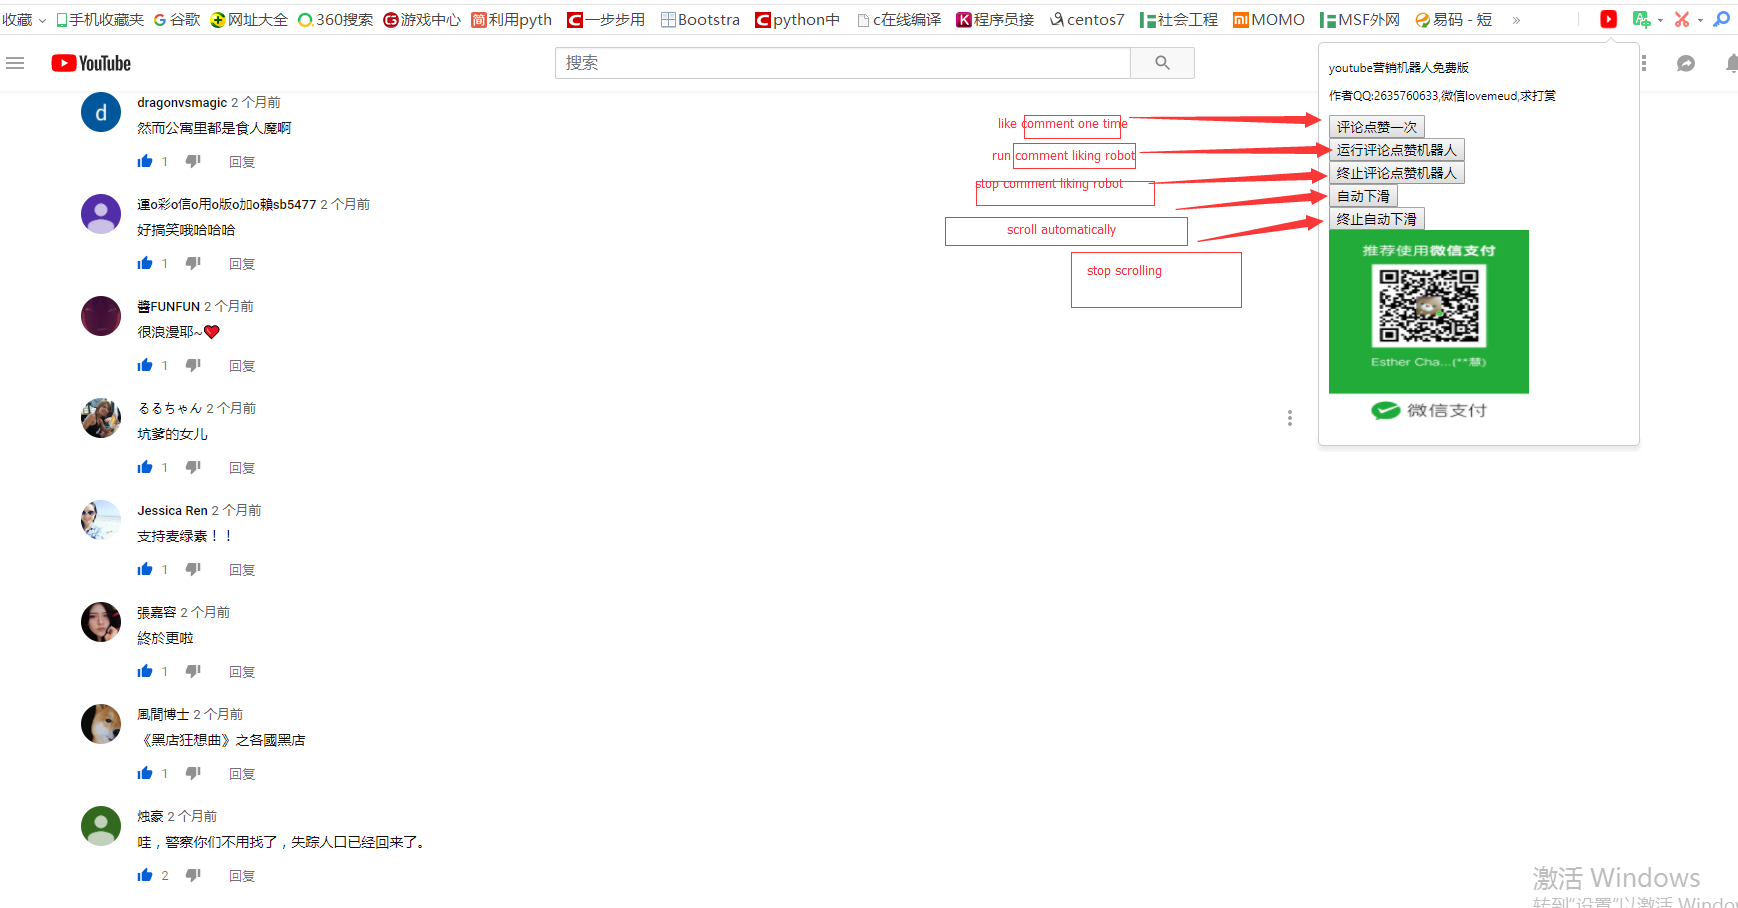 收藏 手机收藏夹 谷歌 网址大全 360搜索 游戏中心 利用pyth 一步步用 Bootstra python中 c在线编译 程序员接 centos7 社会工程 MOMO MSF外网 易码 - 短 »
YouTube
搜索
dragonvsmagic 2 个月前
然而公寓里都是食人魔啊
1 回复
運o彩o信o用o版o加o賴sb5477 2 个月前
好搞笑哦哈哈哈
1 回复
醬FUNFUN 2 个月前
很浪漫耶~❤
1 回复
るるちゃん 2 个月前
坑爹的女儿
1 回复
Jessica Ren 2 个月前
支持麦绿素！！
1 回复
張嘉容 2 个月前
終於更啦
1 回复
風間博士 2 个月前
《黑店狂想曲》之各國黑店
1 回复
烛豪 2 个月前
哇，警察你们不用找了，失踪人口已经回来了。
2 回复
like comment one time
run comment liking robot
stop comment liking robot
scroll automatically
stop scrolling
youtube营销机器人免费版
作者QQ:2635760633,微信lovemeud,求打赏
评论点赞一次
运行评论点赞机器人
终止评论点赞机器人
自动下滑
终止自动下滑
推荐使用微信支付
Esther Cha...(**慧)
微信支付
激活 Windows
转到"设置"以激活 Windo